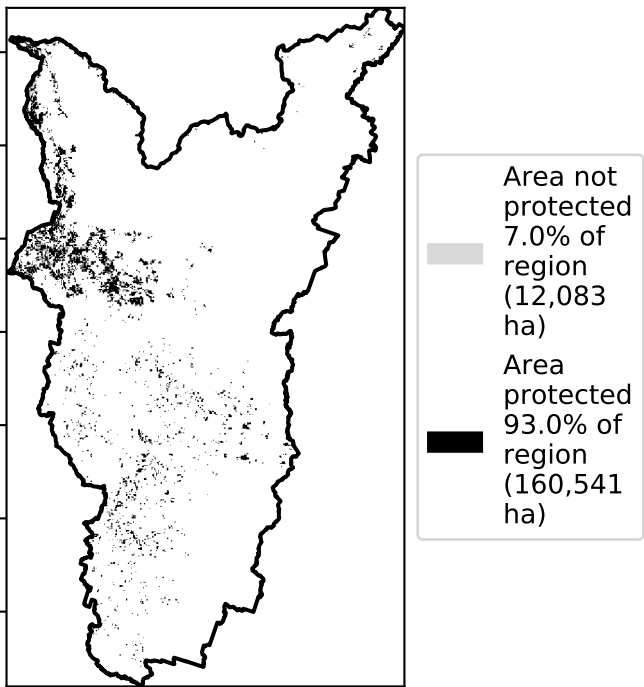 Area not
protected
7.0% of
region
(12,083
ha)
Area
protected
93.0% of
region
(160,541
ha)